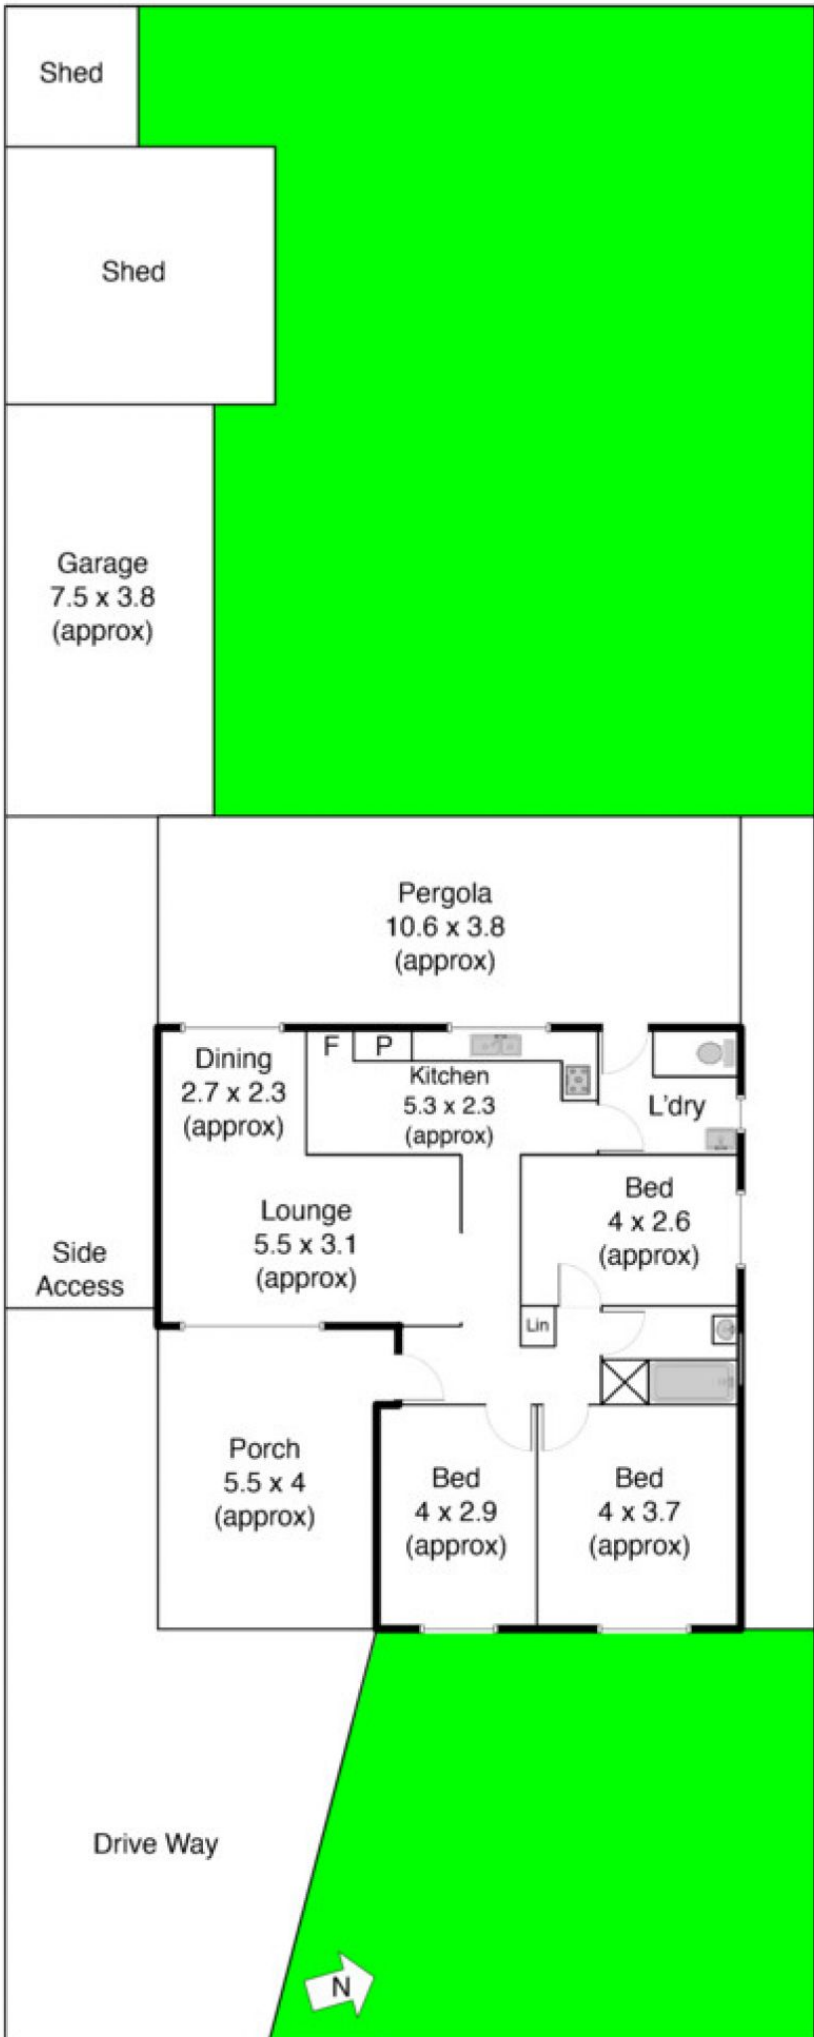 Shed
Shed
Garage
7.5 x 3.8
(approx)
Pergola
10.6 x 3.8
(approx)
F
P
Dining
2.7 x 2.3
(approx)
Kitchen
5.3 x 2.3
(approx)
L'dry
Bed
4 x 2.6
(approx)
Lounge
5.5 x 3.1
(approx)
Side
Access
Lin
Porch
5.5 x 4
(approx)
Bed
4 x 2.9
(approx)
Bed
4 x 3.7
(approx)
Drive Way
N